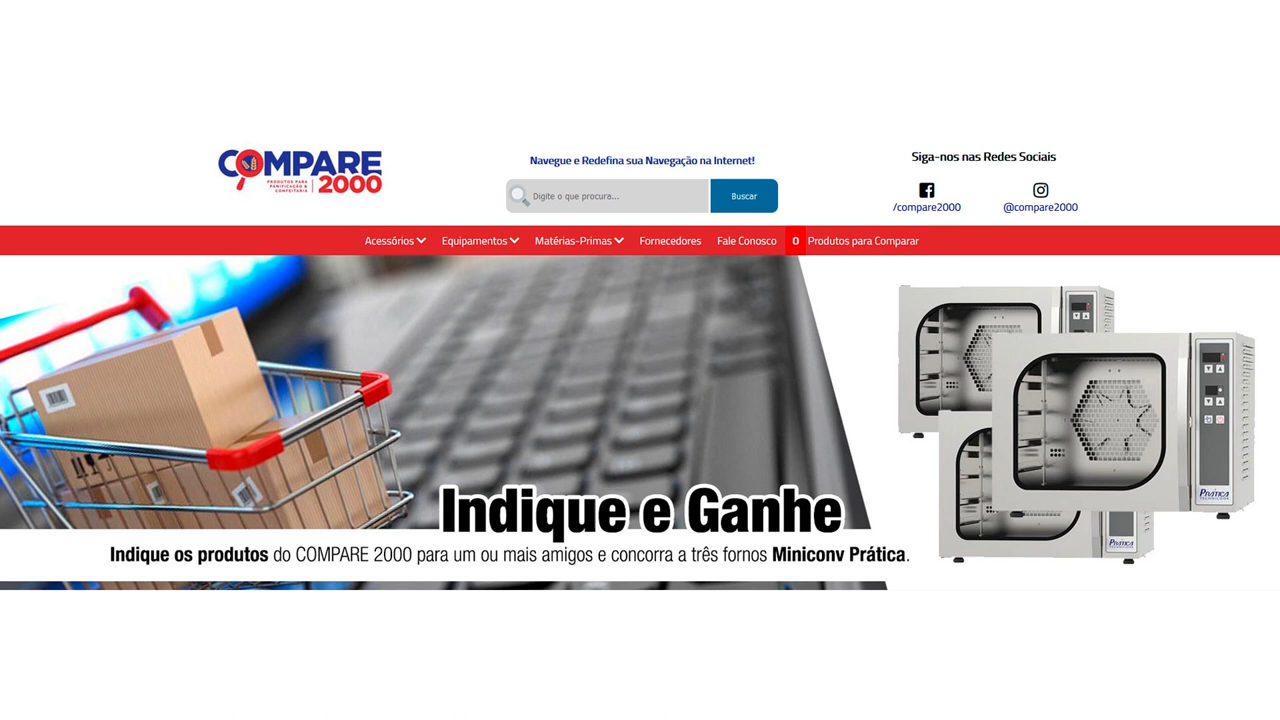 COMPARE
PRODUTOS PARA
PANIFICAÇÃO &
CONFEITARIA
2000
Navegue e Redefina sua Navegação na Internet!
Digite o que procura...
Buscar
Siga-nos nas Redes Sociais
/compare2000
@compare2000
Acessórios Equipamentos Matérias-Primas Fornecedores Fale Conosco 0 Produtos para Comparar
Indique e Ganhe
Indique os produtos do COMPARE 2000 para um ou mais amigos e concorra a três fornos Miniconv Prática.
PRÁTICA
TECHNICOOK
PRÁTICA